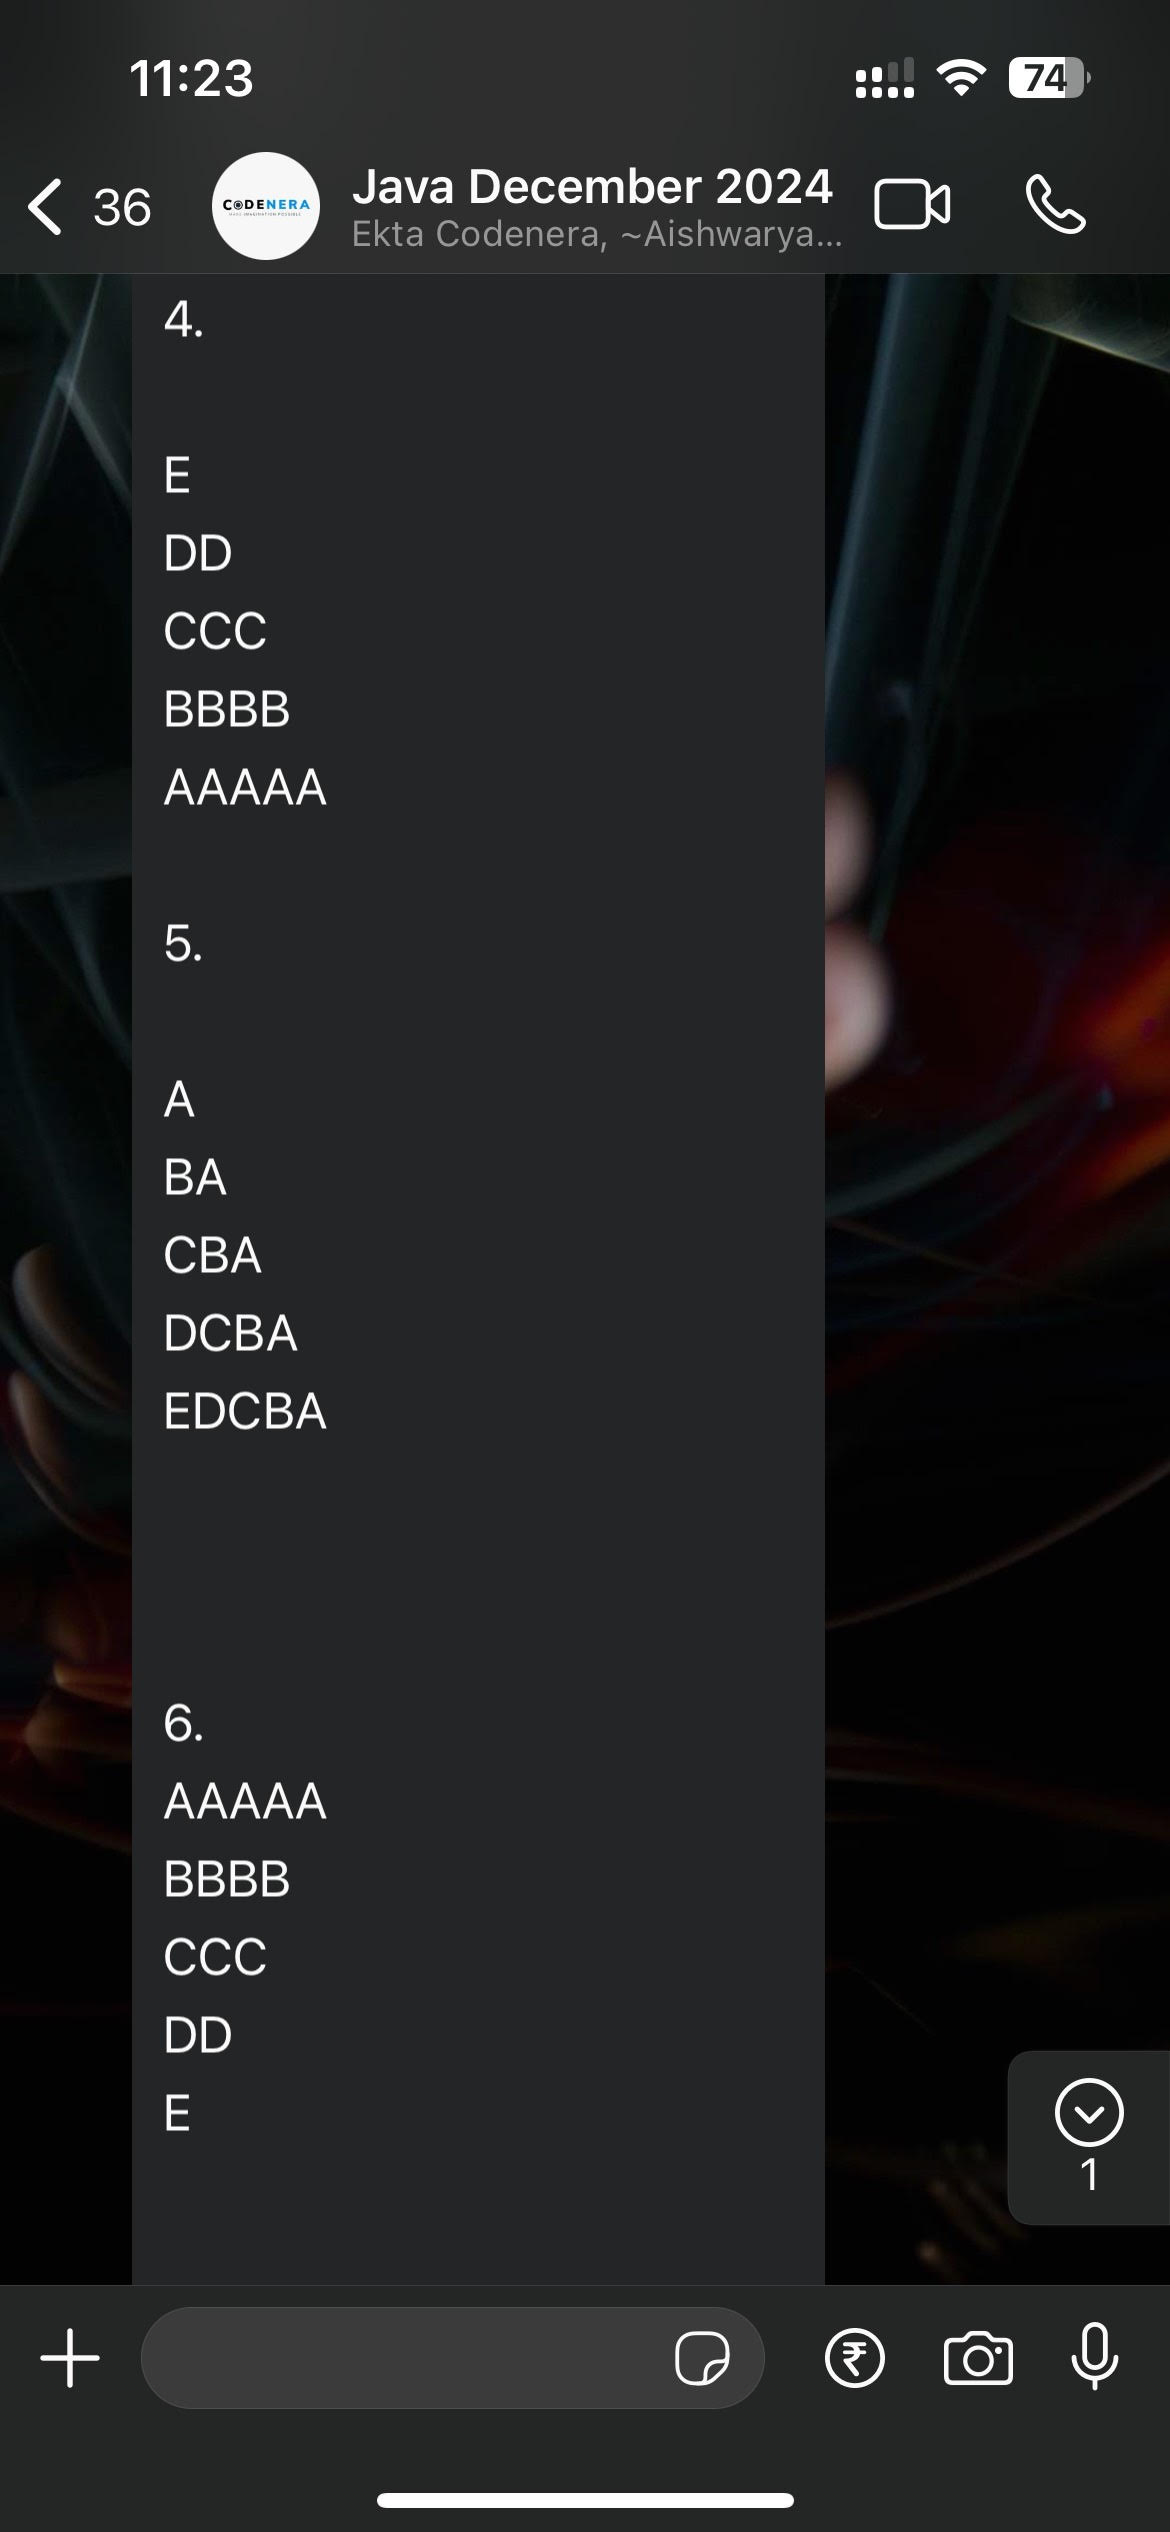 11:23
74
36
CODENERA
Java December 2024
Ekta Codenera, ~Aishwarya...
4.
E
DD
CCC
BBBB
AAAAA
5.
A
BA
CBA
DCBA
EDCBA
6.
AAAAA
BBBB
CCC
DD
E
1
₹